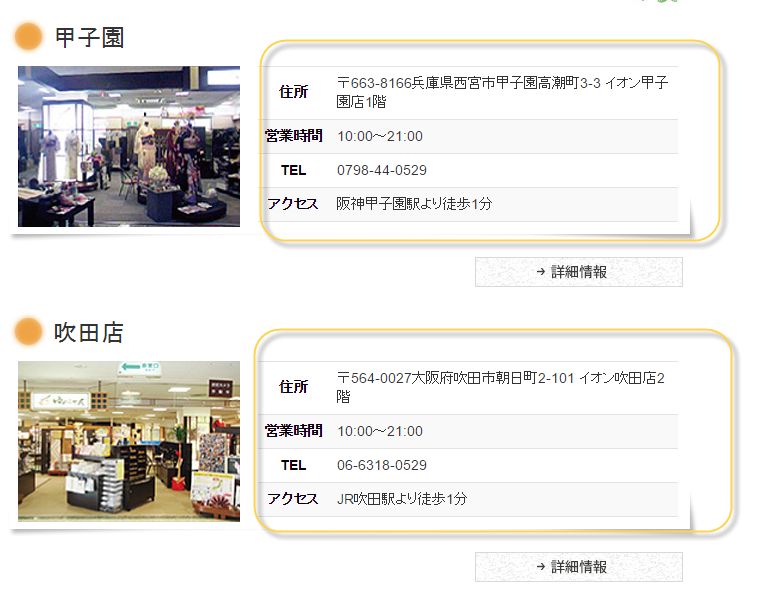 甲子園
住所
〒663-8166兵庫県西宮市甲子園高潮町3-3 イオン甲子
園店1階
営業時間
10:00～21:00
TEL
0798-44-0529
アクセス
阪神甲子園駅より徒歩1分
→ 詳細情報
吹田店
住所
〒564-0027大阪府吹田市朝日町2-101 イオン吹田店2
階
営業時間
10:00～21:00
TEL
06-6318-0529
アクセス
JR吹田駅より徒歩1分
→ 詳細情報